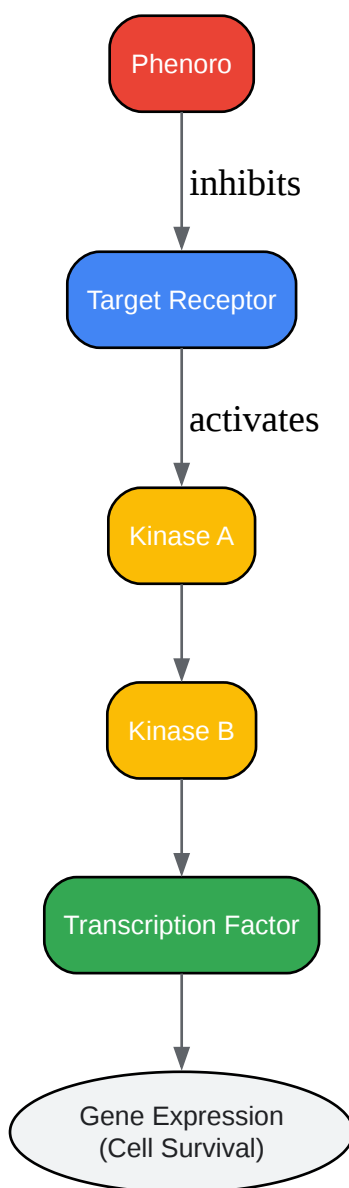 Phenoro
inhibits
Target Receptor
activates
Kinase A
Kinase B
Transcription Factor
Gene Expression
(Cell Survival)